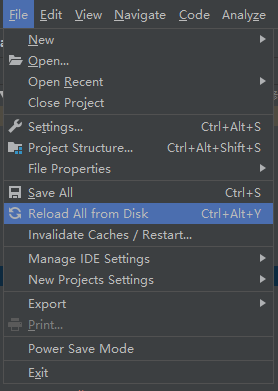 File Edit View Navigate Code Analyze
New
Open...
Open Recent
Close Project
Settings... Ctrl+Alt+S
Project Structure... Ctrl+Alt+Shift+S
File Properties
Save All Ctrl+S
Reload All from Disk Ctrl+Alt+Y
Invalidate Caches / Restart...
Manage IDE Settings
New Projects Settings
Export
Print...
Power Save Mode
Exit